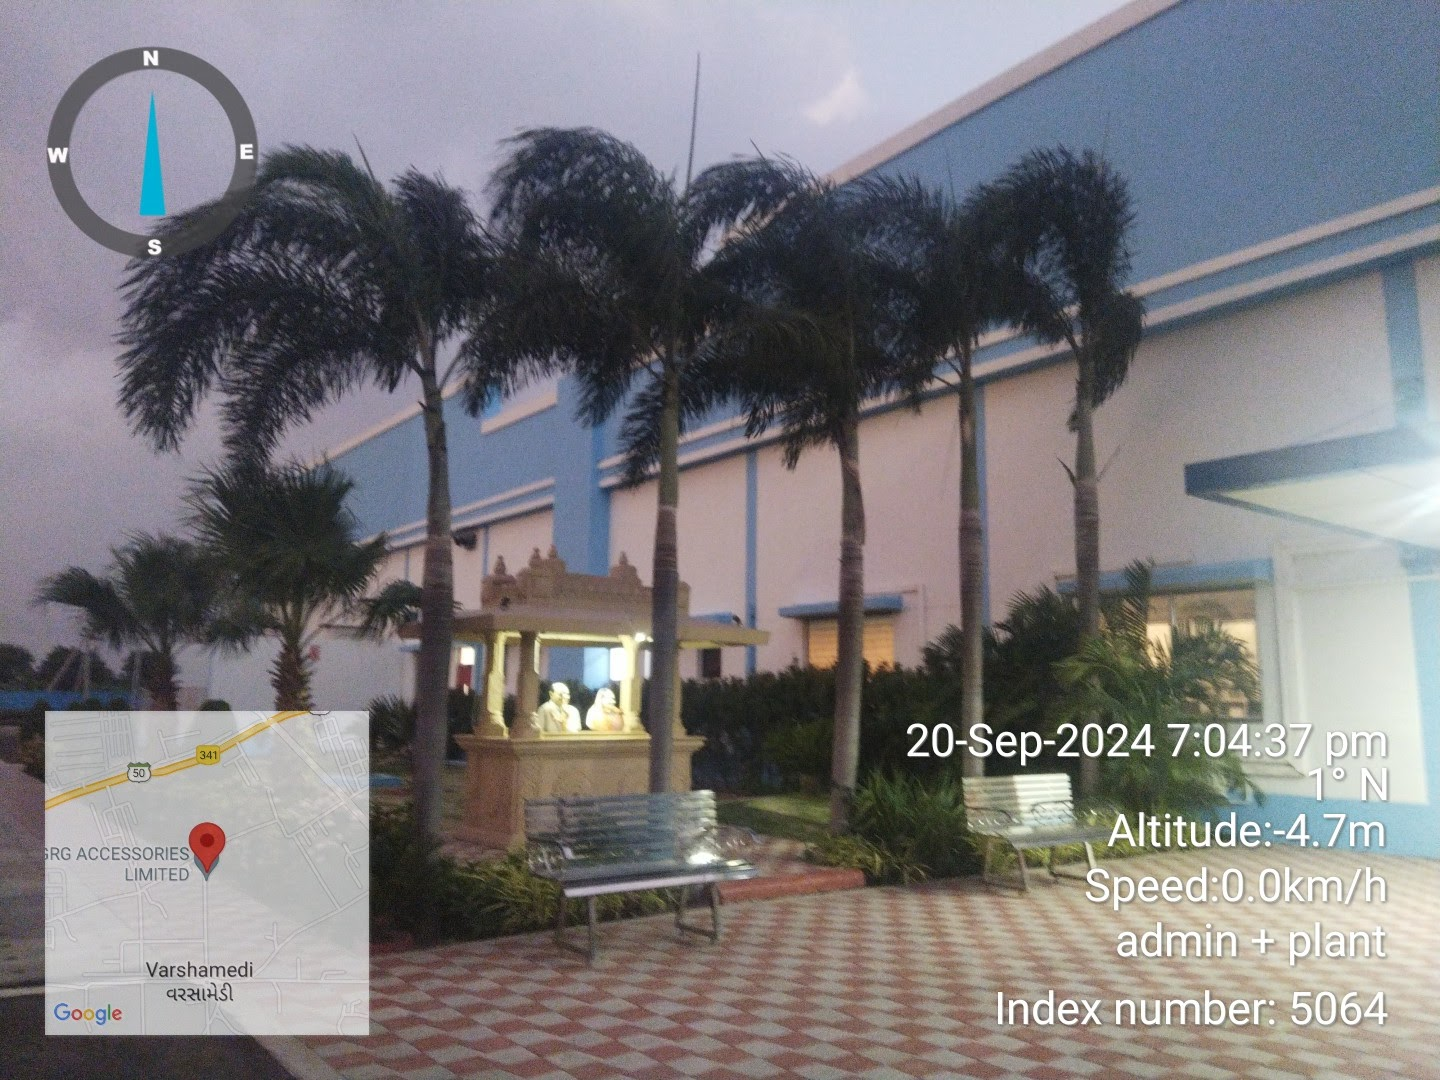 N
W
E
S
341
50
GRG ACCESSORIES
LIMITED
Varshamedi
વરસામેડી
Google
20-Sep-2024 7:04:37 pm
1° N
Altitude:-4.7m
Speed:0.0km/h
admin + plant
Index number: 5064